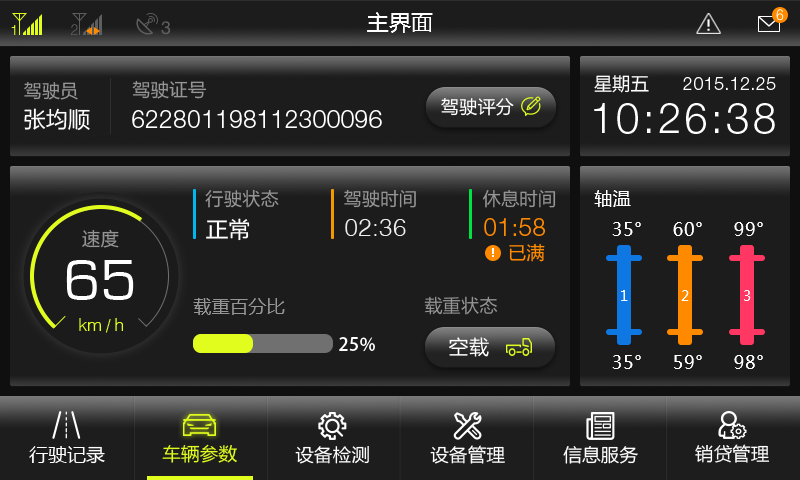 1 2 3 主界面 6
驾驶员 驾驶证号
张均顺 622801198112300096 驾驶评分
星期五 2015.12.25
10:26:38
速度
65
km/h
行驶状态 驾驶时间 休息时间
正常 02:36 01:58
已满
载重百分比 载重状态
25% 空载
轴温
35° 60° 99°
1 2 3
35° 59° 98°
行驶记录 车辆参数 设备检测 设备管理 信息服务 销贷管理